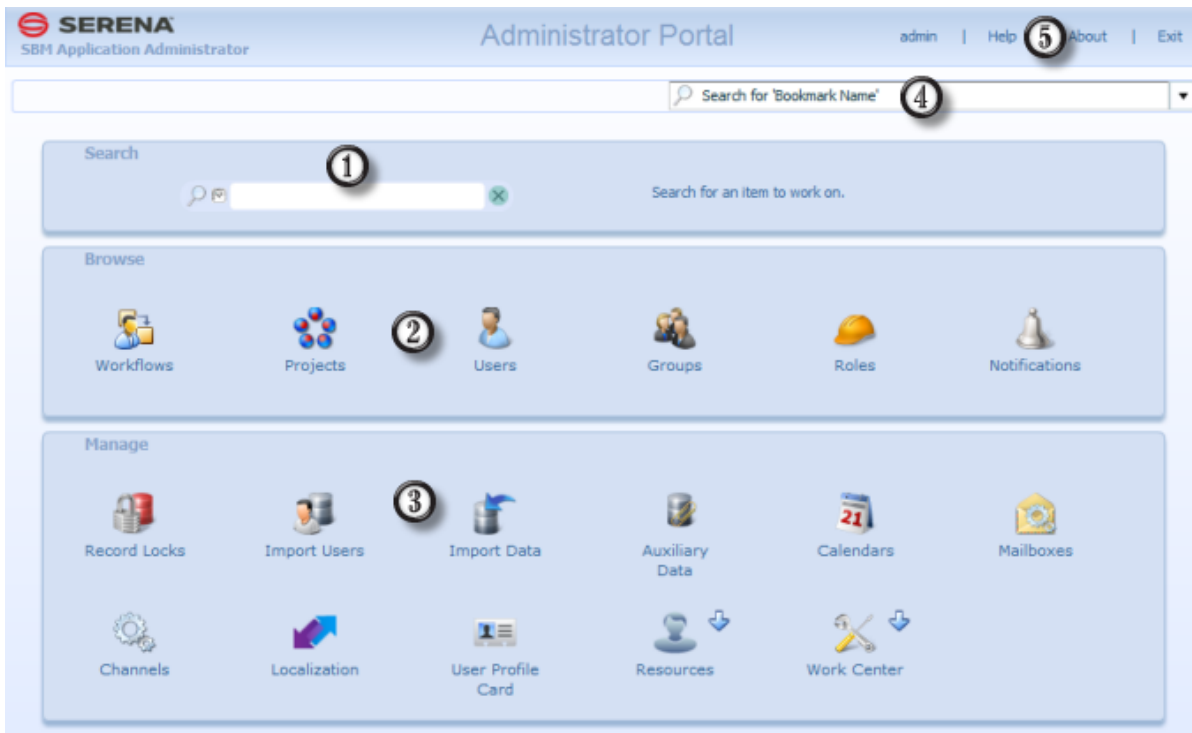 SERENA
SBM Application Administrator
Administrator Portal
admin | Help 5 About | Exit
Search for 'Bookmark Name' 4
Search
1
Search for an item to work on.
Browse
2
Workflows Projects Users Groups Roles Notifications
Manage
21
3
Record Locks Import Users Import Data Auxiliary Data Calendars Mailboxes
Channels Localization User Profile Card Resources Work Center